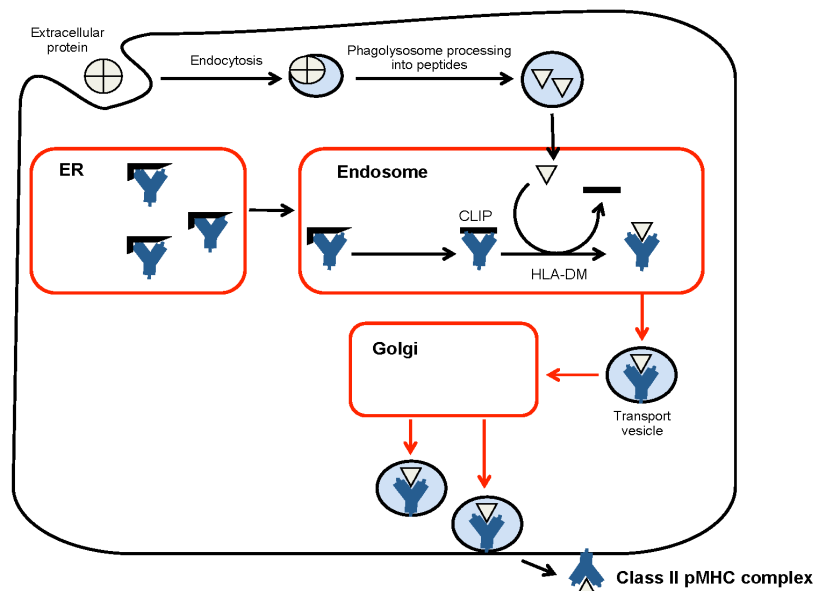 Extracellular
protein
Endocytosis
Phagolysosome processing
into peptides
ER
Endosome
CLIP
HLA-DM
Golgi
Transport
vesicle
Class II pMHC complex